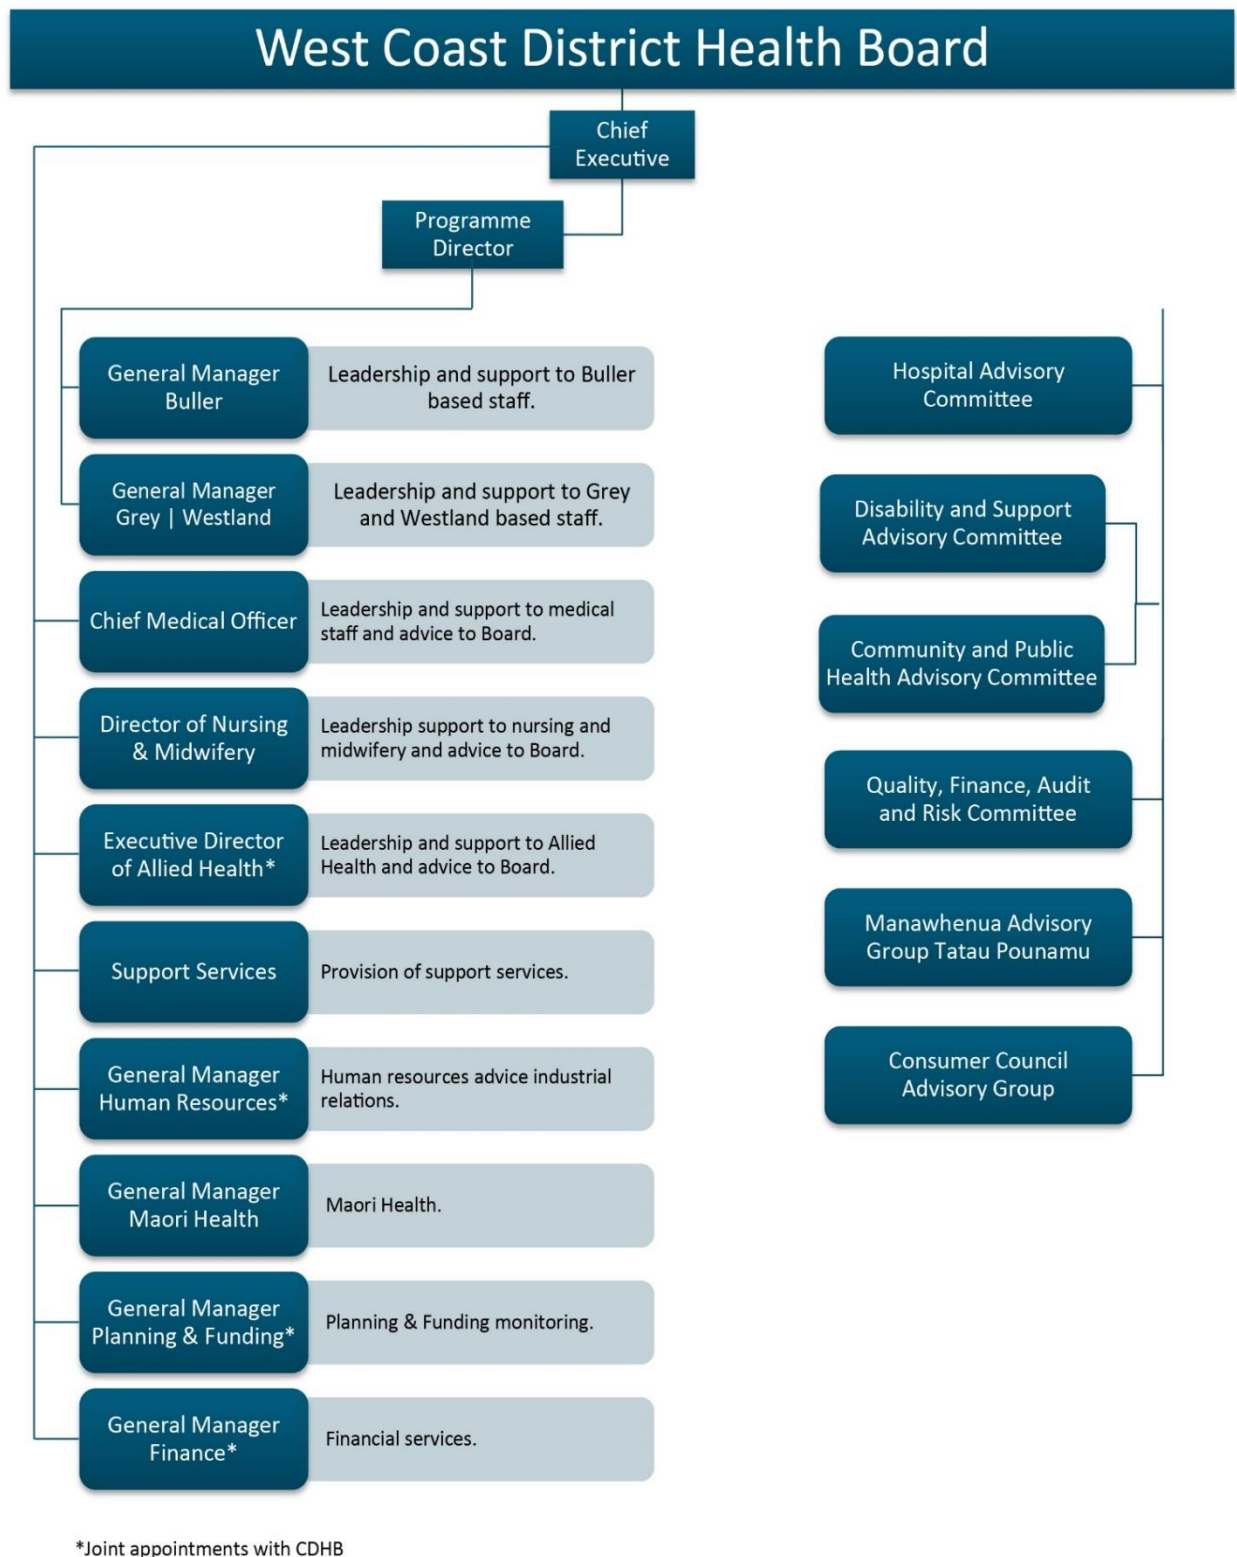 West Coast District Health Board
Chief
Executive
Programme
Director
General Manager
Buller
Leadership and support to Buller
based staff.
General Manager
Grey | Westland
Leadership and support to Grey
and Westland based staff.
Chief Medical Officer
Leadership and support to medical
staff and advice to Board.
Director of Nursing
& Midwifery
Leadership support to nursing and
midwifery and advice to Board.
Executive Director
of Allied Health*
Leadership and support to Allied
Health and advice to Board.
Support Services
Provision of support services.
General Manager
Human Resources*
Human resources advice industrial
relations.
General Manager
Maori Health
Maori Health.
General Manager
Planning & Funding*
Planning & Funding monitoring.
General Manager
Finance*
Financial services.
Hospital Advisory
Committee
Disability and Support
Advisory Committee
Community and Public
Health Advisory Committee
Quality, Finance, Audit
and Risk Committee
Manawhenua Advisory
Group Tatau Pounamu
Consumer Council
Advisory Group
*Joint appointments with CDHB